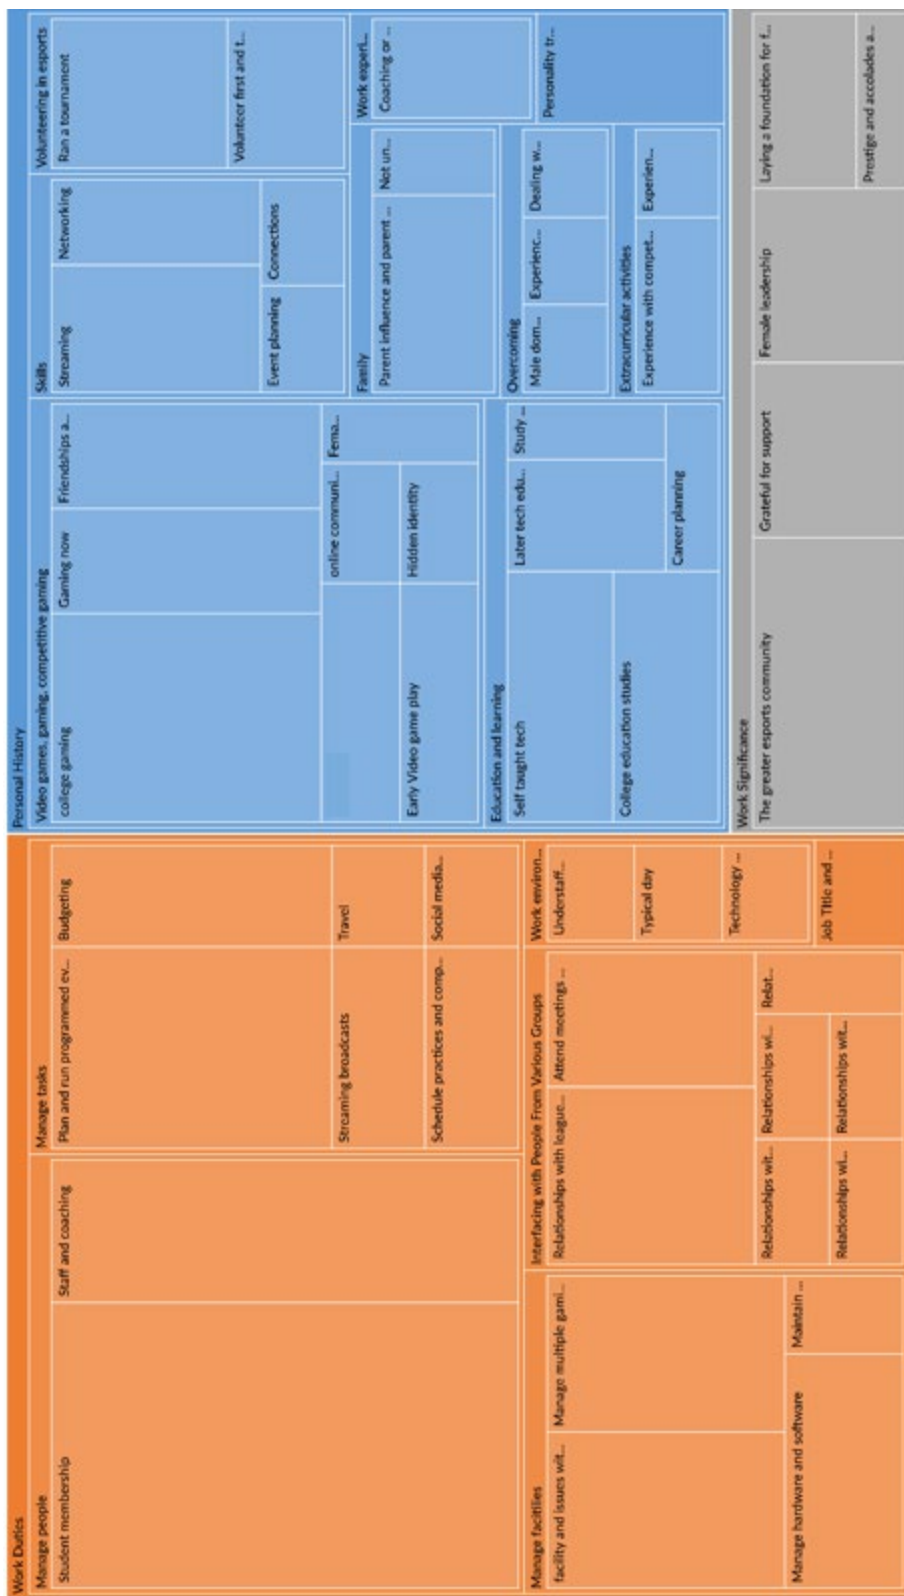 Work Duties
Manage people
Student membership
Staff and coaching
Manage tasks
Plan and run programmed ev...
Budgeting
Streaming broadcasts
Travel
Schedule practices and comp...
Social media...
Manage facitilies
facility and issues wit...
Manage multiple gami...
Manage hardware and software
Maintain ...
Interfacing with People From Various Groups
Relationships with league...
Attend meetings ...
Relationships wit...
Relationships wi...
Relat...
Relationships wi...
Relationships wit...
Work environ...
Understaff...
Typical day
Technology ...
Job Title and ...
Personal History
Video games, gaming, competitive gaming
college gaming
Gaming now
Friendships a...
online communi...
Fema...
Early Video game play
Hidden identity
Skills
Streaming
Networking
Event planning
Connections
Volunteering in esports
Ran a tournament
Volunteer first and t...
Education and learning
Self taught tech
Later tech edu...
Study ...
College education studies
Career planning
Family
Parent influence and parent ...
Not un...
Work experi...
Coaching or ...
Personality tr...
Overcoming
Male dom...
Experienc...
Dealing w...
Extracurricular activities
Experience with compet...
Experien...
Work Significance
The greater esports community
Grateful for support
Female leadership
Laying a foundation for f...
Prestige and accolades a...